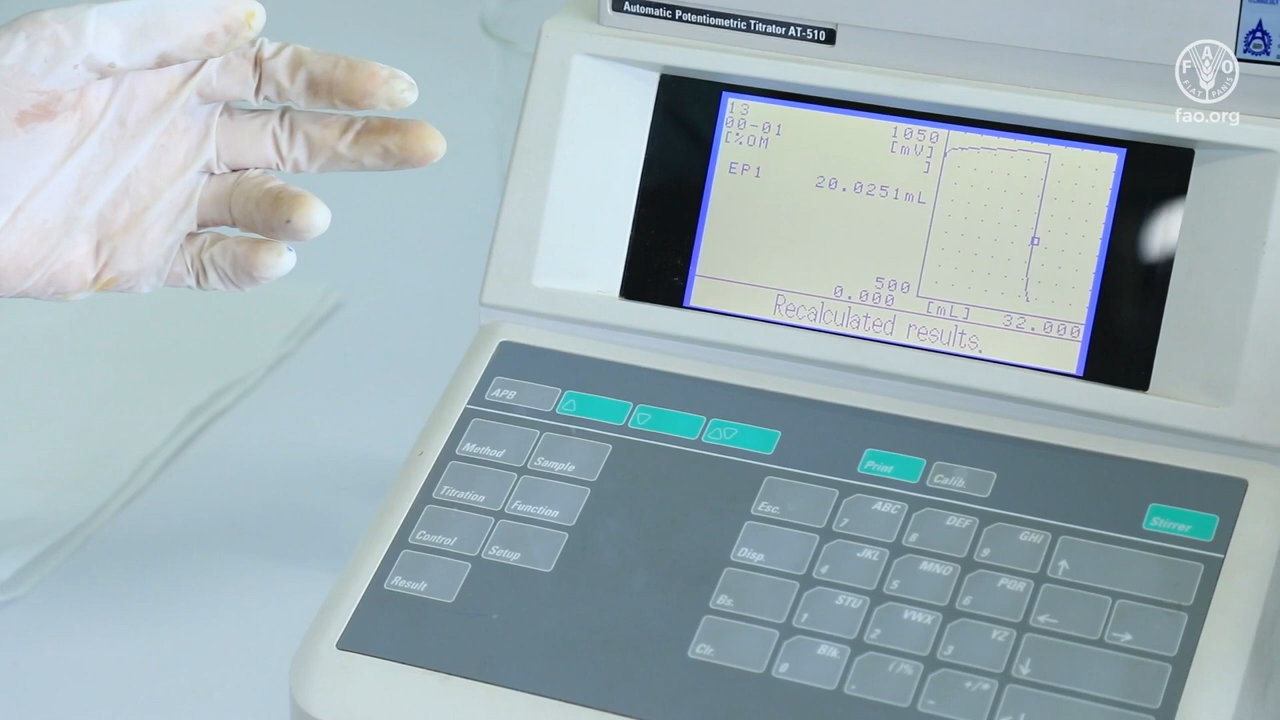 Automatic Potentiometric Titrator AT-510
F A O
FIAT PANIS
fao.org
13
00-01
[%OM
]
1050
[mV]
EP1 20.0251mL
500
0.000 [mL] 32.000
Recalculated results.
APB
Print
Calib.
Stirrer
Method
Sample
Titration
Function
Control
Setup
Result
Esc.
7 ABC
8 DEF
9 GHI
Disp.
4 JKL
5 MNO
6 PQR
Bs.
1 STU
2 VWX
3 YZ
Clr.
0 Blk.
. ( )%
- +/*